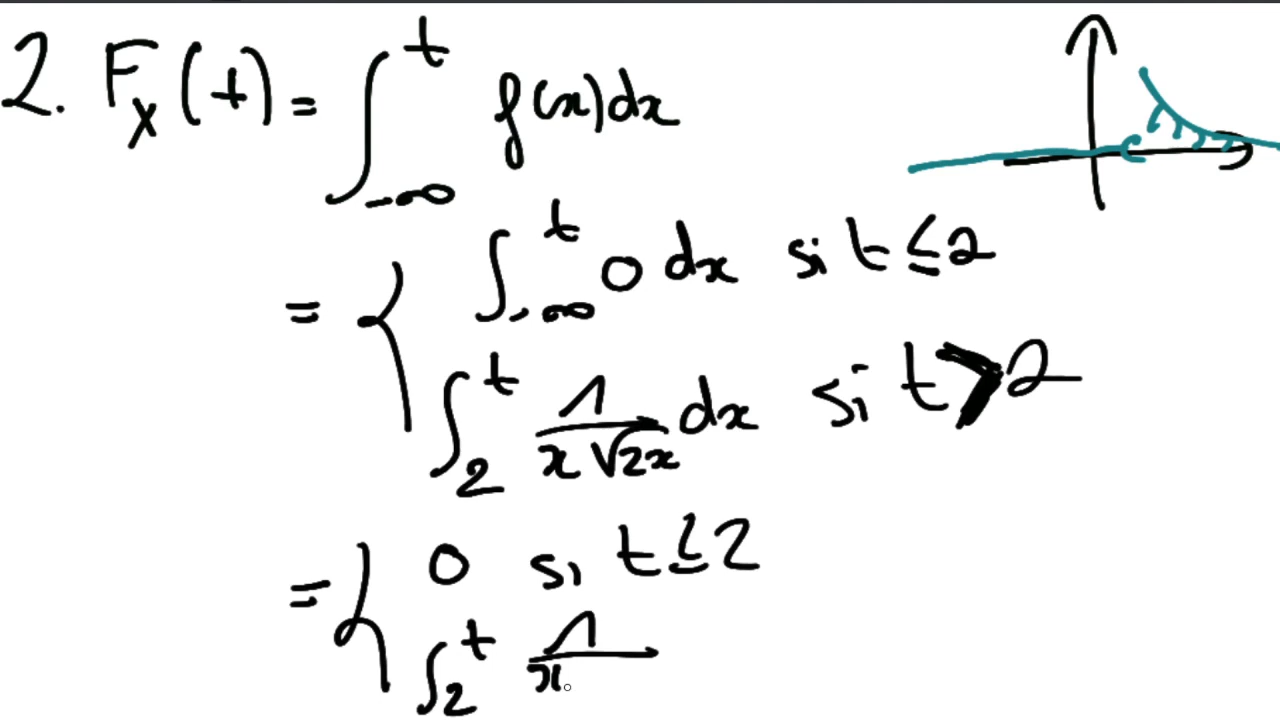 2. F_X(t) = ∫_{-∞}^{t} f(x)dx
= { ∫_{-∞}^{t} 0 dx si t ≤ 2
∫_{2}^{t} 1/(x√(2x)) dx si t > 2
= { 0 si t ≤ 2
∫_{2}^{t} 1/x